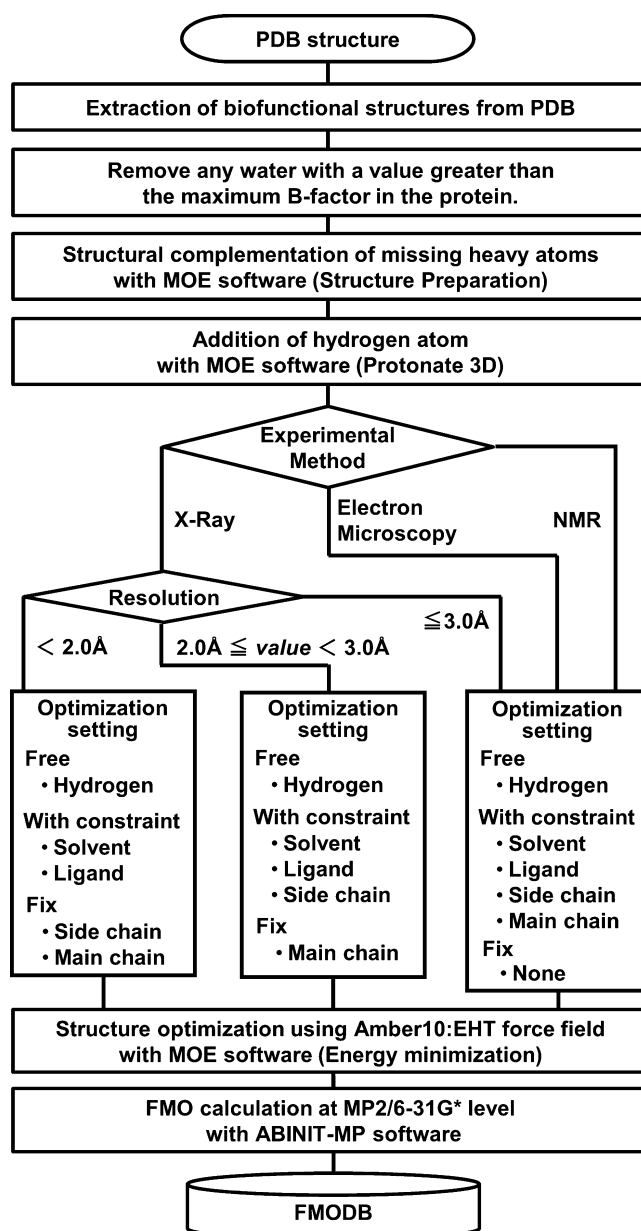 PDB structure
Extraction of biofunctional structures from PDB
Remove any water with a value greater than
the maximum B-factor in the protein.
Structural complementation of missing heavy atoms
with MOE software (Structure Preparation)
Addition of hydrogen atom
with MOE software (Protonate 3D)
Experimental
Method
X-Ray
Electron
Microscopy
NMR
Resolution
< 2.0Å
2.0Å ≦ value < 3.0Å
≦3.0Å
Optimization
setting
Free
・Hydrogen
With constraint
・Solvent
・Ligand
Fix
・Side chain
・Main chain
Optimization
setting
Free
・Hydrogen
With constraint
・Solvent
・Ligand
・Side chain
Fix
・Main chain
Optimization
setting
Free
・Hydrogen
With constraint
・Solvent
・Ligand
・Side chain
・Main chain
Fix
・None
Structure optimization using Amber10:EHT force field
with MOE software (Energy minimization)
FMO calculation at MP2/6-31G* level
with ABINIT-MP software
FMODB